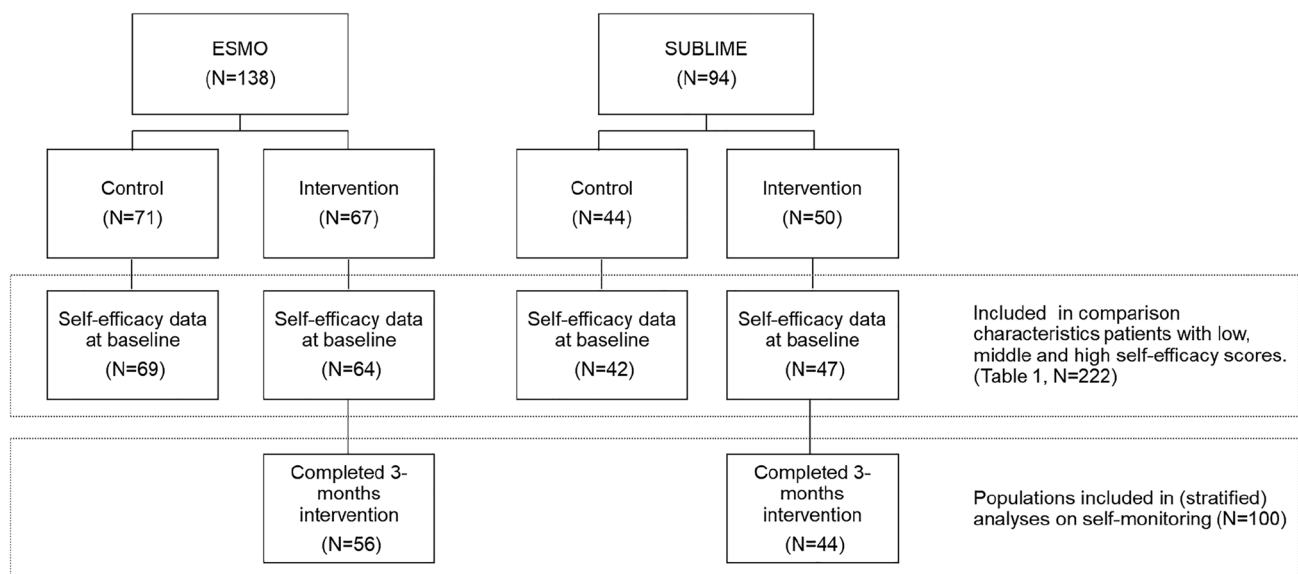 ESMO
(N=138)
SUBLIME
(N=94)
Control
(N=71)
Intervention
(N=67)
Control
(N=44)
Intervention
(N=50)
Self-efficacy data
at baseline
(N=69)
Self-efficacy data
at baseline
(N=64)
Self-efficacy data
at baseline
(N=42)
Self-efficacy data
at baseline
(N=47)
Included in comparison
characteristics patients with low,
middle and high self-efficacy scores.
(Table 1, N=222)
Completed 3-
months
intervention
(N=56)
Completed 3-
months
intervention
(N=44)
Populations included in (stratified)
analyses on self-monitoring (N=100)